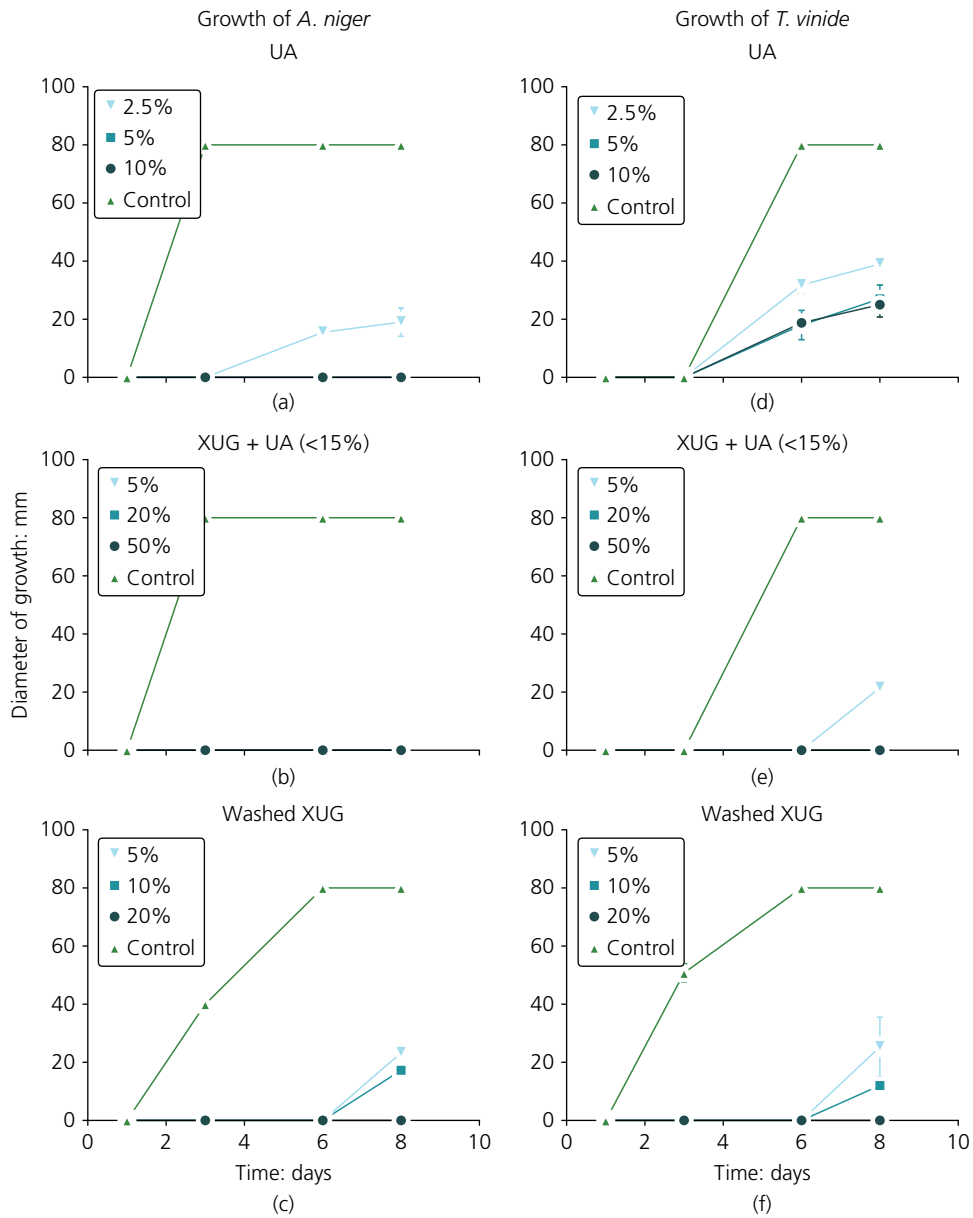 Growth of A. niger
UA
100
80
60
40
20
0
2.5%
5%
10%
Control
(a)
Growth of T. vinide
UA
100
80
60
40
20
0
2.5%
5%
10%
Control
(d)
XUG + UA (<15%)
100
80
60
40
20
0
5%
20%
50%
Control
(b)
XUG + UA (<15%)
100
80
60
40
20
0
5%
20%
50%
Control
(e)
Diameter of growth: mm
Washed XUG
100
80
60
40
20
0
5%
10%
20%
Control
0 2 4 6 8 10
Time: days
(c)
Washed XUG
100
80
60
40
20
0
5%
10%
20%
Control
0 2 4 6 8 10
Time: days
(f)